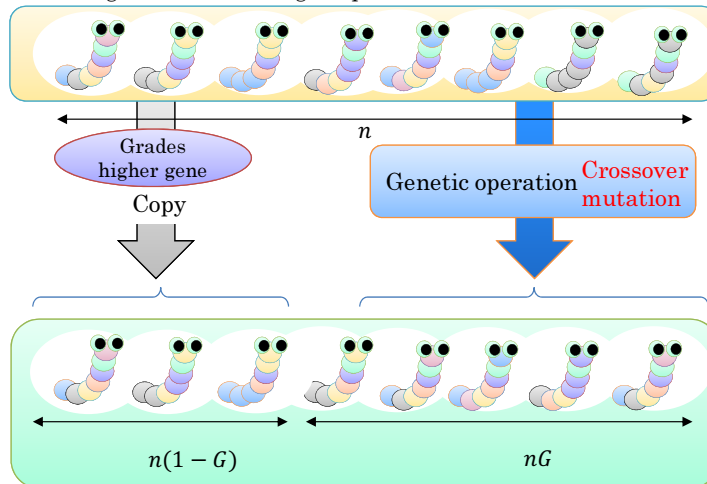 n
Grades
higher gene
Copy
Genetic operation Crossover
mutation
n(1 − G)
nG